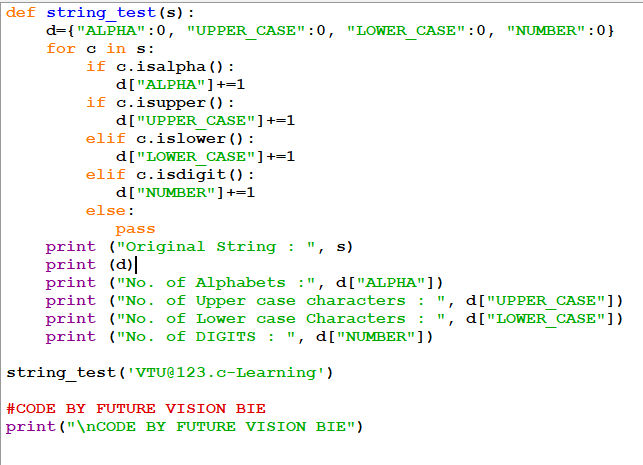 def string_test(s):
    d={"ALPHA":0, "UPPER_CASE":0, "LOWER_CASE":0, "NUMBER":0}
    for c in s:
        if c.isalpha():
           d["ALPHA"]+=1
        if c.isupper():
           d["UPPER_CASE"]+=1
        elif c.islower():
           d["LOWER_CASE"]+=1
        elif c.isdigit():
           d["NUMBER"]+=1
        else:
           pass
    print ("Original String : ", s)
    print (d)
    print ("No. of Alphabets :", d["ALPHA"])
    print ("No. of Upper case characters : ", d["UPPER_CASE"])
    print ("No. of Lower case Characters : ", d["LOWER_CASE"])
    print ("No. of DIGITS : ", d["NUMBER"])

string_test('VTU@123.c-Learning')

#CODE BY FUTURE VISION BIE
print("\nCODE BY FUTURE VISION BIE")